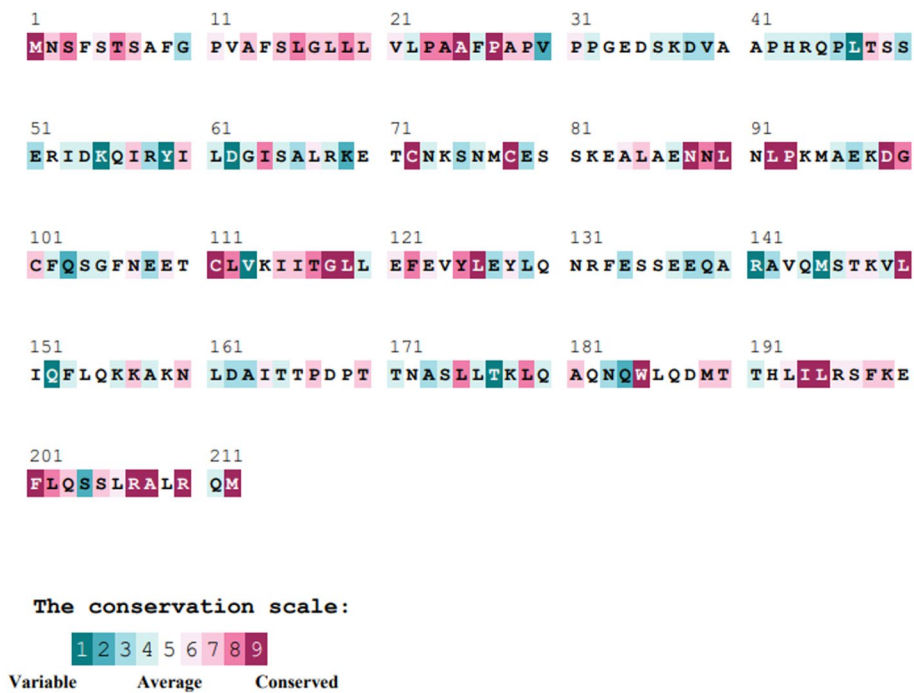 1 11 21 31 41
MNSFSTSAFG PVAFSLGLLL VLPAAFPAPV PPGEDSKDVA APHRQPLTSS
51 61 71 81 91
ERIDKQIRYI LDGISALRKE TCNKSNMCES SKEALAENNL NLPKMAEKDG
101 111 121 131 141
CFQSGFNEET CLVKIITGLL EFEVYLEYLQ NRFESSEEQA RAVQMSTKVL
151 161 171 181 191
IQFLQKKAKN LDAITTPDPT TNASLLTKLQ AQNQWLQDMT THLILRSFKE
201 211
FLQSSLRALR QM
The conservation scale:
1 2 3 4 5 6 7 8 9
Variable Average Conserved